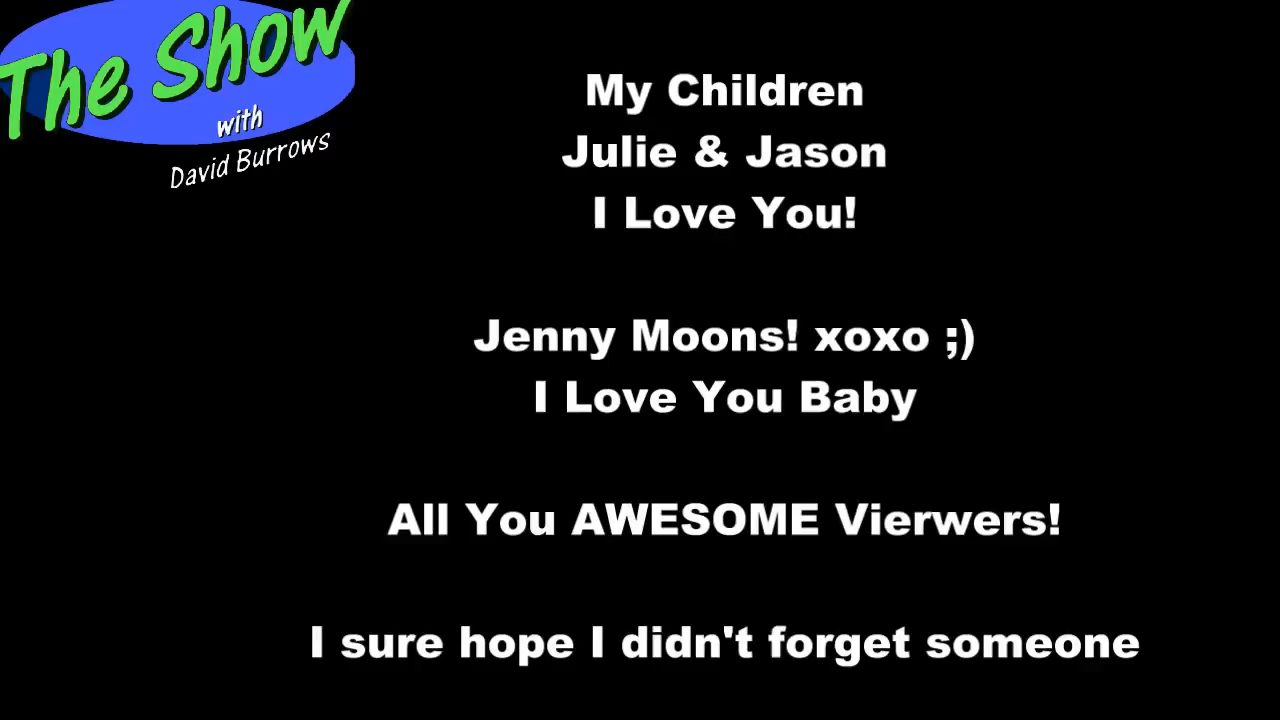 The Show
with
David Burrows
My Children
Julie & Jason
I Love You!
Jenny Moons! xoxo ;)
I Love You Baby
All You AWESOME Vierwers!
I sure hope I didn't forget someone